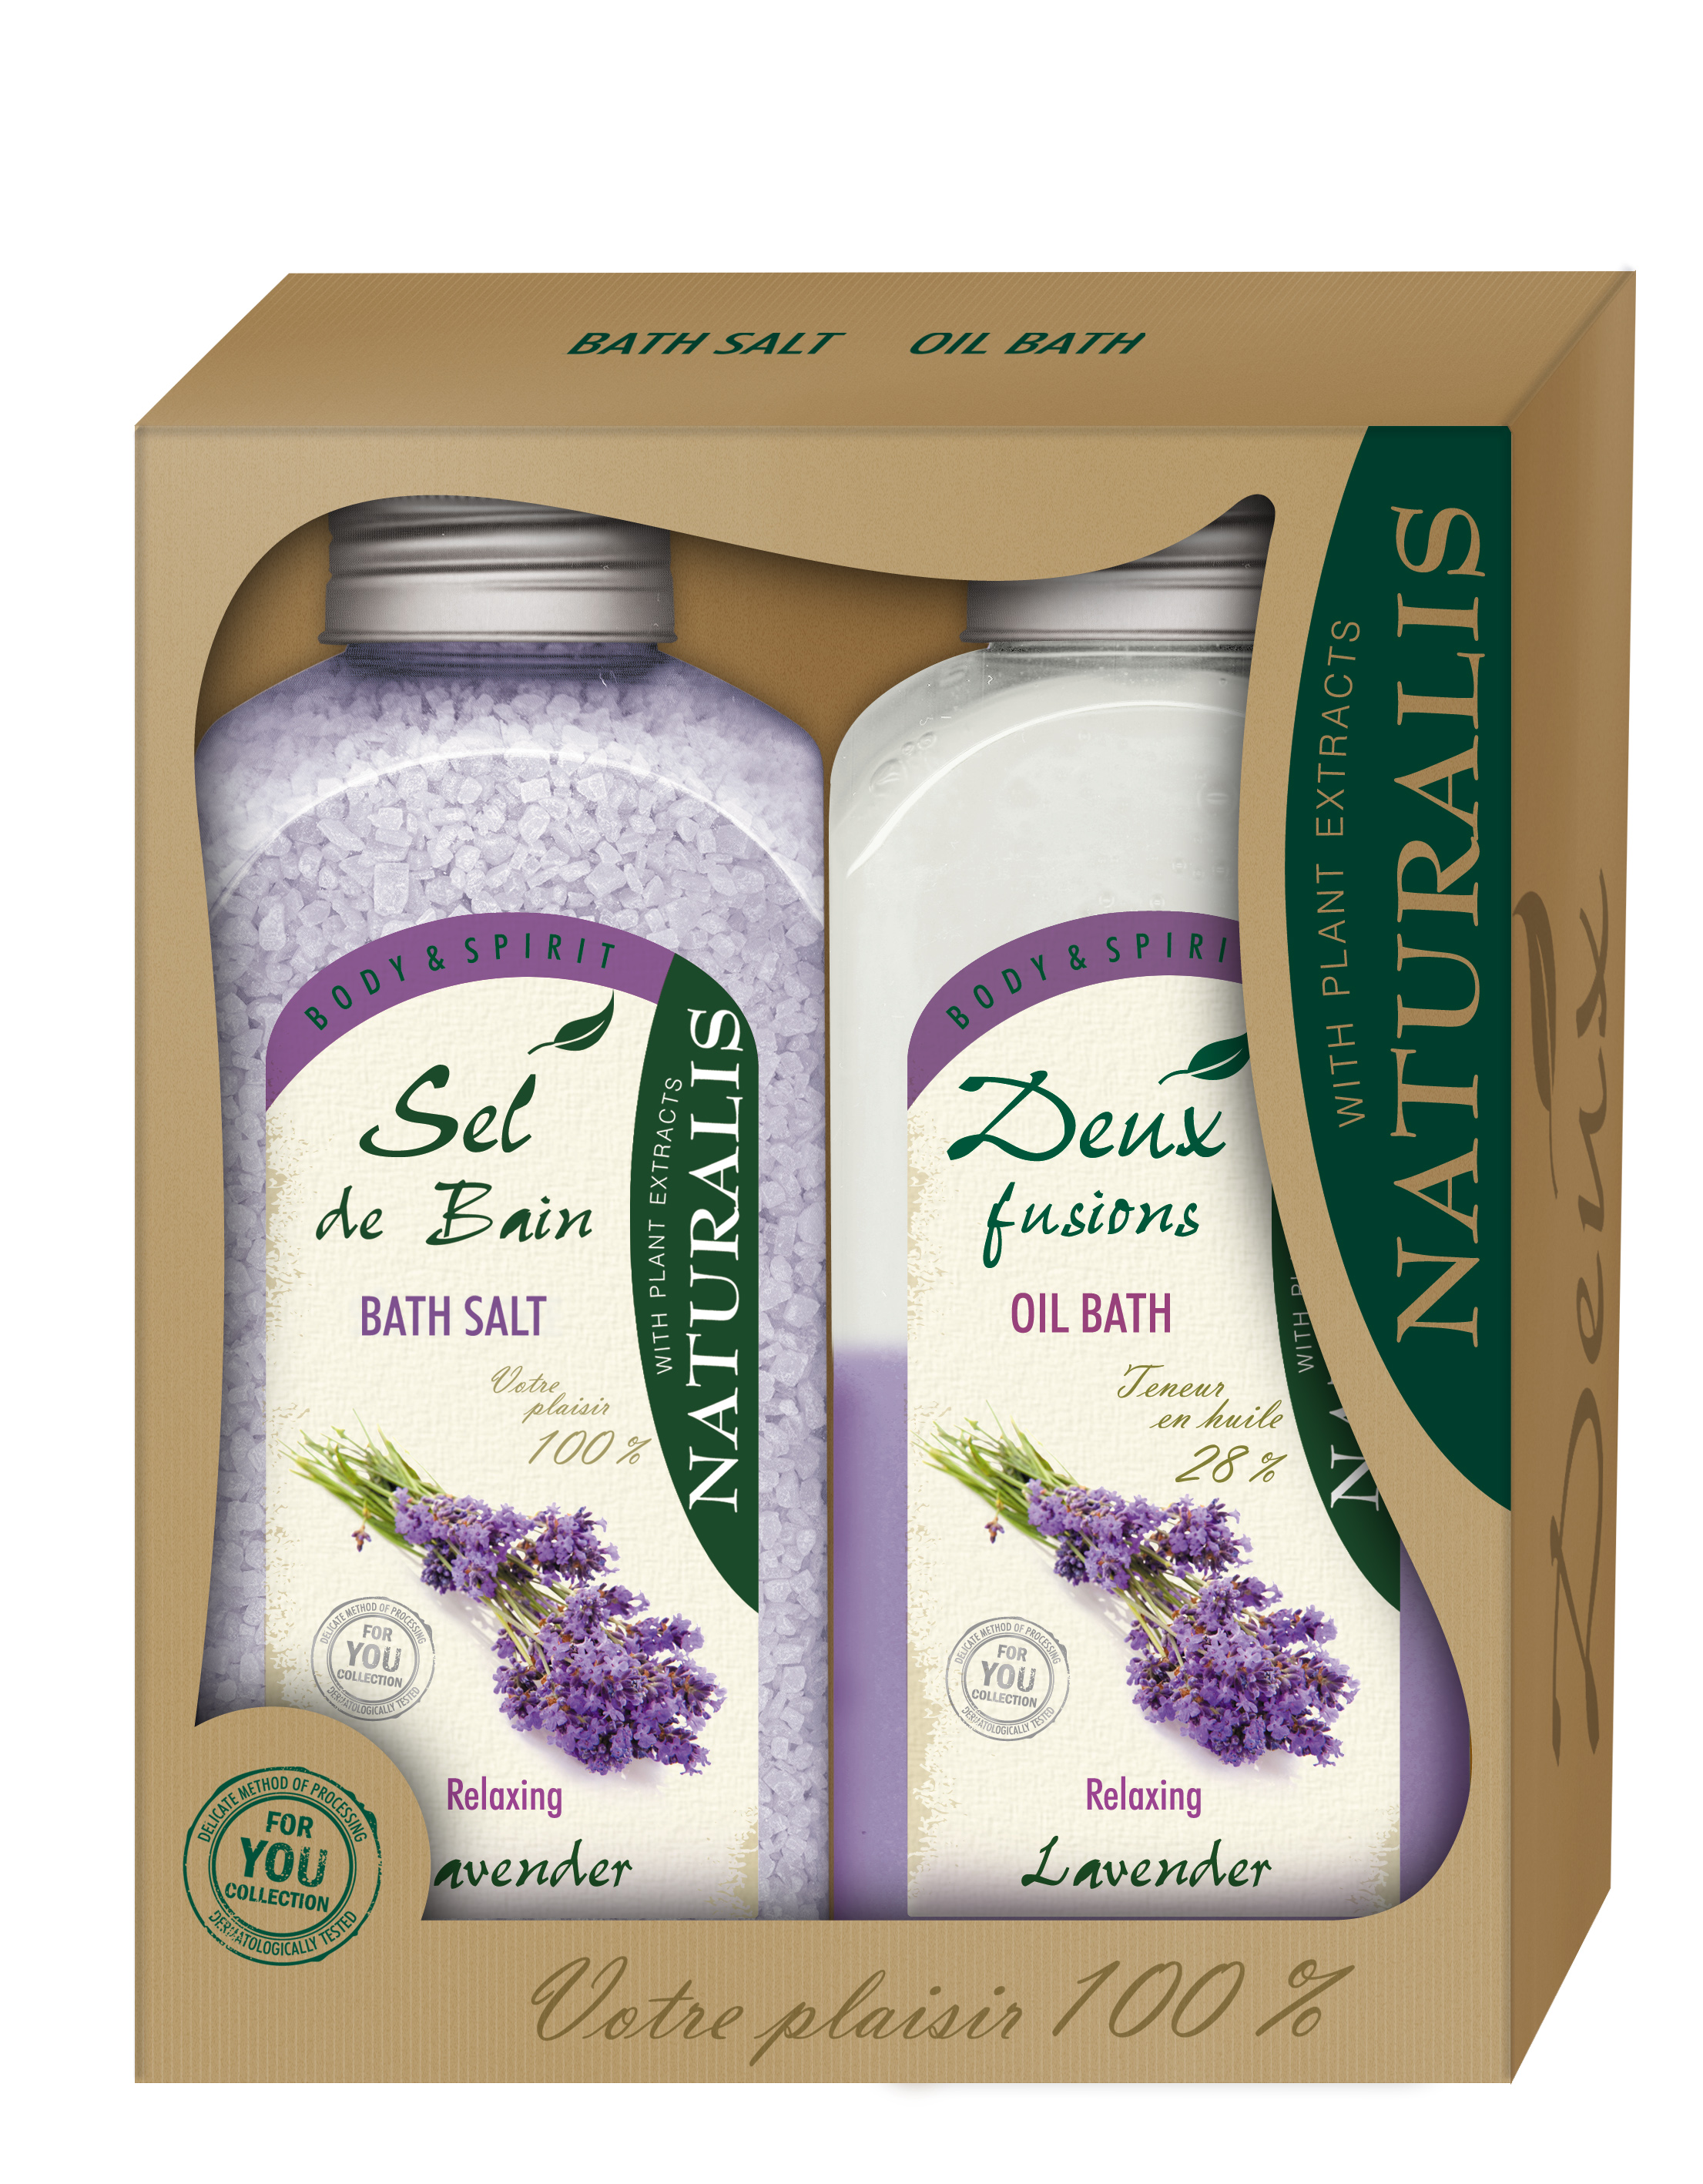 BATH SALT OIL BATH
WITH PLANT EXTRACTS
NATURALIS
Deux
BODY & SPIRIT
Sel
de Bain
BATH SALT
Votre
plaisir
100 %
WITH PLANT EXTRACTS
NATURALIS
DELICATE METHOD OF PROCESSING
FOR
YOU
COLLECTION
DERMATOLOGICALLY TESTED
Relaxing
avender
BODY & SPIRI
Deux
fusions
OIL BATH
Teneur
en huile
28 %
WITH PL
NA
DELICATE METHOD OF PROCESSING
FOR
YOU
COLLECTION
DERMATOLOGICALLY TESTED
Relaxing
Lavender
DELICATE METHOD OF PROCESSING
FOR
YOU
COLLECTION
DERMATOLOGICALLY TESTED
Votre plaisir 100 %